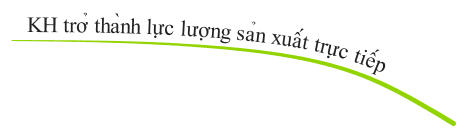 KH trở thành lực lượng sản xuất trực tiếp